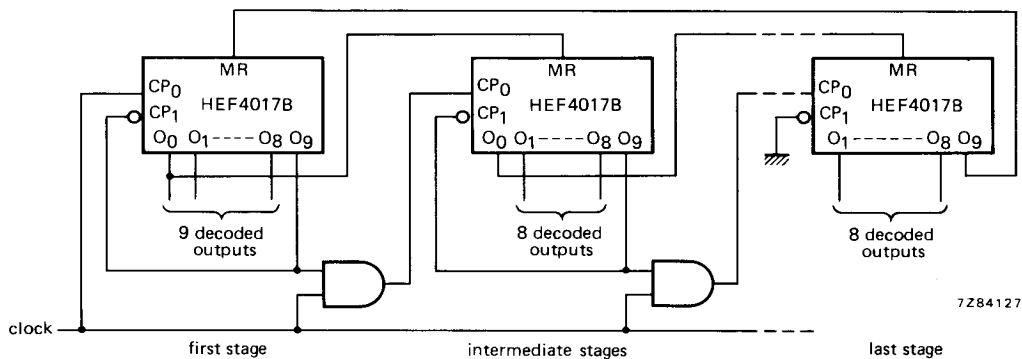 MR
CP0
HEF4017B
CP1
O0 O1 ----- O8 O9
9 decoded
outputs
MR
CP0
HEF4017B
CP1
O0 O1 ---- O8 O9
8 decoded
outputs
MR
CP0
HEF4017B
CP1
O1 ------ O8 O9
8 decoded
outputs
7Z84127
clock
first stage
intermediate stages
last stage